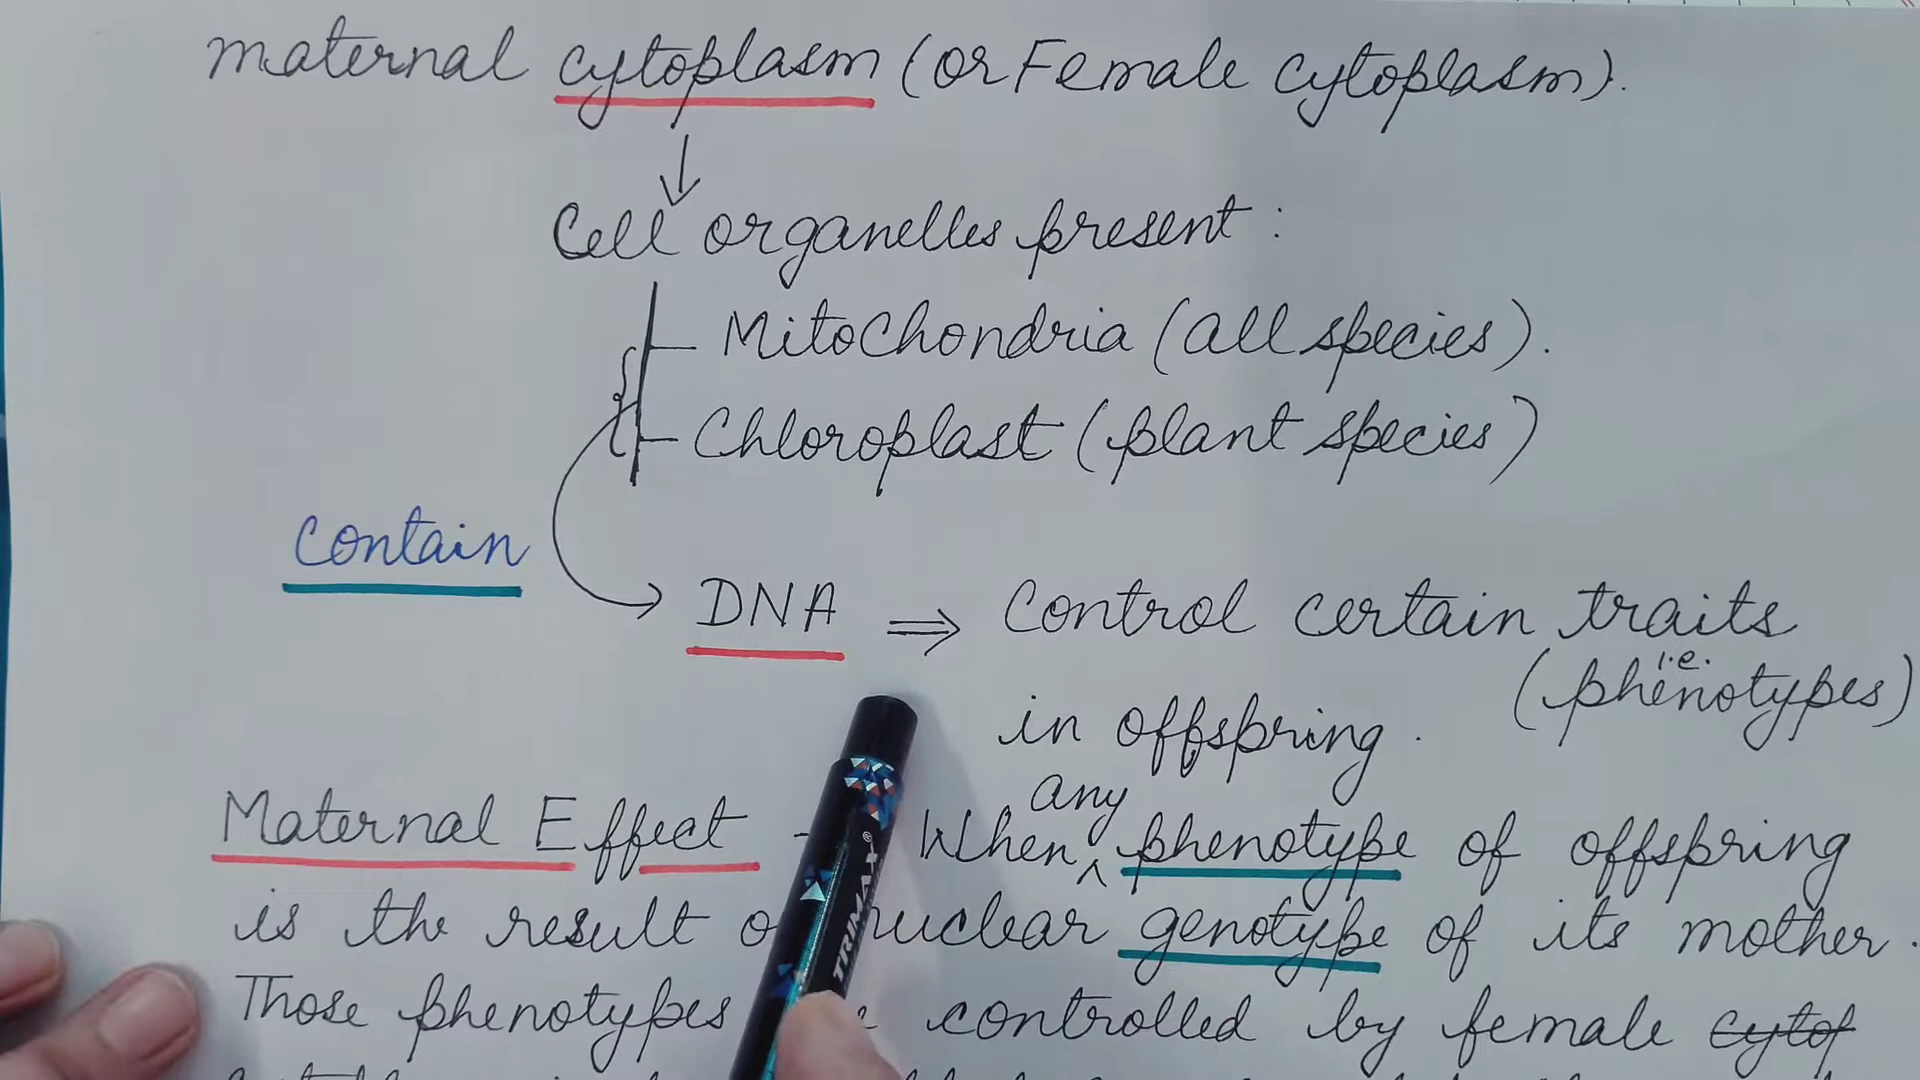 maternal cytoplasm (or Female cytoplasm).
Cell organelles present :
Mitochondria (all species).
Chloroplast (plant species)
Contain
DNA ⇒ Control certain traits
i.e.
(phenotypes)
in offspring.
any
Maternal Effect - When ^ phenotype of offspring
is the result nuclear genotype of its mother.
Those phenotypes controlled by female
TRIMAX®